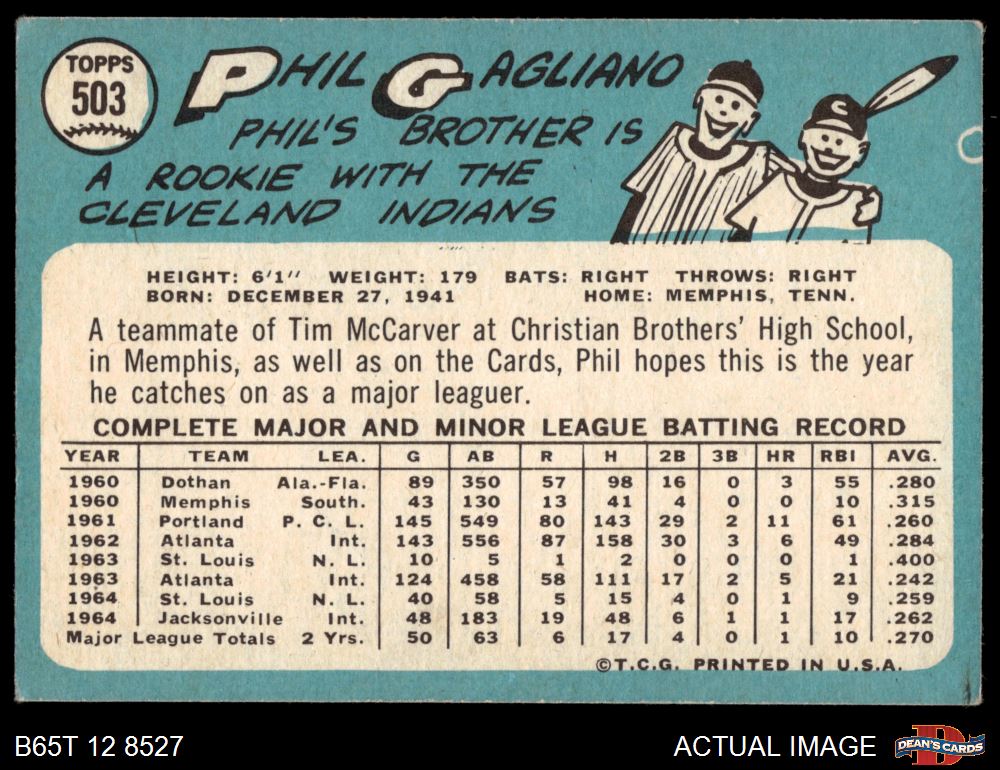 TOPPS
503
PHIL GAGLIANO
PHIL'S BROTHER IS
A ROOKIE WITH THE
CLEVELAND INDIANS
S
HEIGHT: 6'1" WEIGHT: 179 BATS: RIGHT THROWS: RIGHT
BORN: DECEMBER 27, 1941 HOME: MEMPHIS, TENN.
A teammate of Tim McCarver at Christian Brothers' High School,
in Memphis, as well as on the Cards, Phil hopes this is the year
he catches on as a major leaguer.
COMPLETE MAJOR AND MINOR LEAGUE BATTING RECORD
YEAR TEAM LEA. G AB R H 2B 3B HR RBI AVG.
1960 Dothan Ala.-Fla. 89 350 57 98 16 0 3 55 .280
1960 Memphis South. 43 130 13 41 4 0 0 10 .315
1961 Portland P. C. L. 145 549 80 143 29 2 11 61 .260
1962 Atlanta Int. 143 556 87 158 30 3 6 49 .284
1963 St. Louis N. L. 10 5 1 2 0 0 0 1 .400
1963 Atlanta Int. 124 458 58 111 17 2 5 21 .242
1964 St. Louis N. L. 40 58 5 15 4 0 1 9 .259
1964 Jacksonville Int. 48 183 19 48 6 1 1 17 .262
Major League Totals 2 Yrs. 50 63 6 17 4 0 1 10 .270
©T.C.G. PRINTED IN U.S.A.
B65T 12 8527
ACTUAL IMAGE
D
DEAN'S CARDS